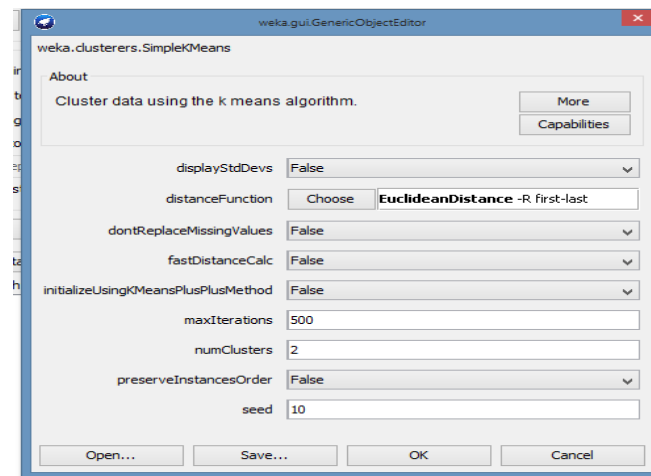 weka.gui.GenericObjectEditor
weka.clusterers.SimpleKMeans
About
Cluster data using the k means algorithm.
More
Capabilities
displayStdDevs False
distanceFunction Choose EuclideanDistance -R first-last
dontReplaceMissingValues False
fastDistanceCalc False
initializeUsingKMeansPlusPlusMethod False
maxIterations 500
numClusters 2
preserveInstancesOrder False
seed 10
Open... Save... OK Cancel